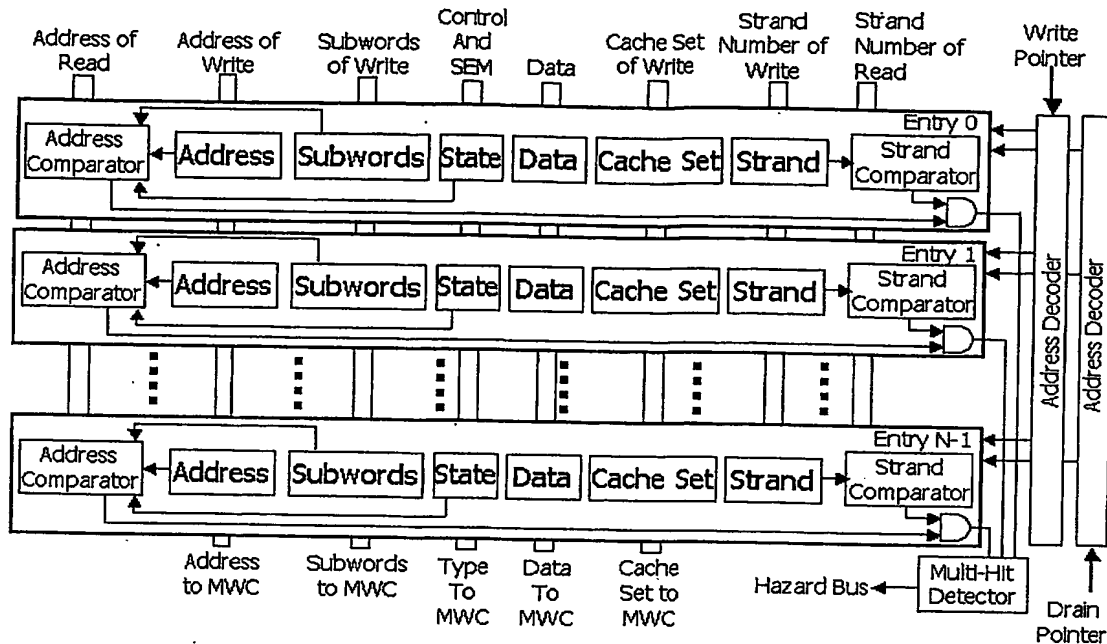 Address of
Read
Address of
Write
Subwords
of Write
Control
And
SEM
Data
Cache Set
of Write
Strand
Number of
Write
Strand
Number of
Read
Write
Pointer
Entry 0
Address
Comparator
Address
Subwords
State
Data
Cache Set
Strand
Strand
Comparator
Entry 1
Address
Comparator
Address
Subwords
State
Data
Cache Set
Strand
Strand
Comparator
Entry N-1
Address
Comparator
Address
Subwords
State
Data
Cache Set
Strand
Strand
Comparator
Address Decoder
Address Decoder
Address
to MWC
Subwords
to MWC
Type
To
MWC
Data
To
MWC
Cache
Set to
MWC
Hazard Bus
Multi-Hit
Detector
Drain
Pointer